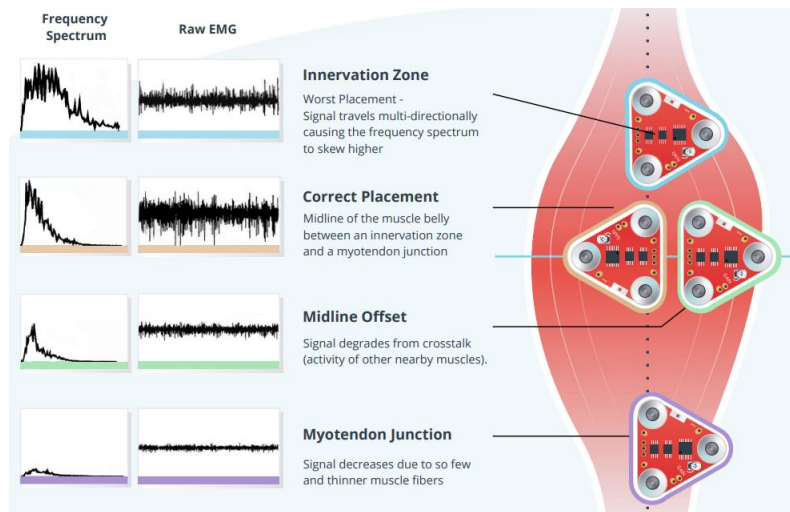 Frequency
Spectrum
Raw EMG
Innervation Zone
Worst Placement -
Signal travels multi-directionally
causing the frequency spectrum
to skew higher
Correct Placement
Midline of the muscle belly
between an innervation zone
and a myotendon junction
Midline Offset
Signal degrades from crosstalk
(activity of other nearby muscles).
Myotendon Junction
Signal decreases due to so few
and thinner muscle fibers